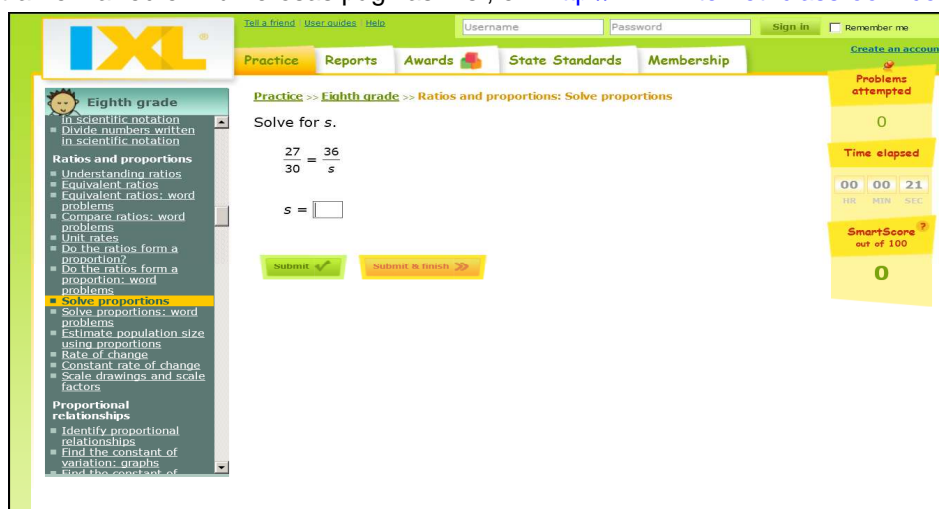 Tell a friend | User guides | Help
Username
Password
Sign in
Remember me
Create an accoun
IXL®
Practice
Reports
Awards
State Standards
Membership
Practice >> Eighth grade >> Ratios and proportions: Solve proportions
Eighth grade
in scientific notation
Divide numbers written
in scientific notation
Ratios and proportions
Understanding ratios
Equivalent ratios
Equivalent ratios: word
problems
Compare ratios: word
problems
Unit rates
Do the ratios form a
proportion?
Do the ratios form a
proportion: word
problems
Solve proportions
Solve proportions: word
problems
Estimate population size
using proportions
Rate of change
Constant rate of change
Scale drawings and scale
factors
Proportional
relationships
Identify proportional
relationships
Find the constant of
variation: graphs
Find the constant of
Solve for s.
27/30 = 36/s
s =
Submit
Submit & finish
Problems
attempted
0
Time elapsed
00 00 21
HR MIN SEC
SmartScore ?
out of 100
0